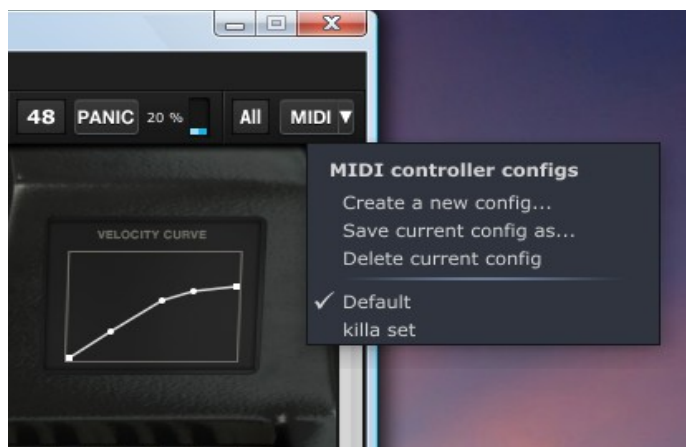 48 PANIC 20 % All MIDI
MIDI controller configs
Create a new config...
Save current config as...
Delete current config
Default
killa set
VELOCITY CURVE